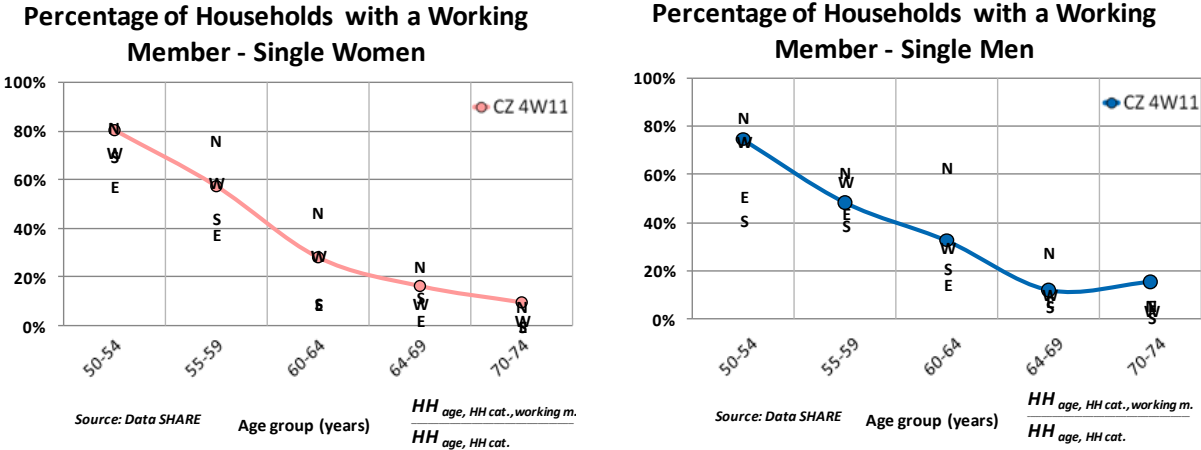 Percentage of Households with a Working
Member - Single Women
100%
CZ 4W11
80%
N
W
S
E
60%
N
W
S
E
40%
N
W
S
E
20%
N
S
W
E
0%
N
W
S
50-54
55-59
60-64
64-69
70-74
Source: Data SHARE
Age group (years)
HH age, HH cat.,working m.
HH age, HH cat.
Percentage of Households with a Working
Member - Single Men
100%
CZ 4W11
80%
N
W
E
S
60%
N
W
E
S
40%
N
W
S
E
20%
N
W
S
0%
N
W
S
50-54
55-59
60-64
64-69
70-74
Source: Data SHARE
Age group (years)
HH age, HH cat.,working m.
HH age, HH cat.